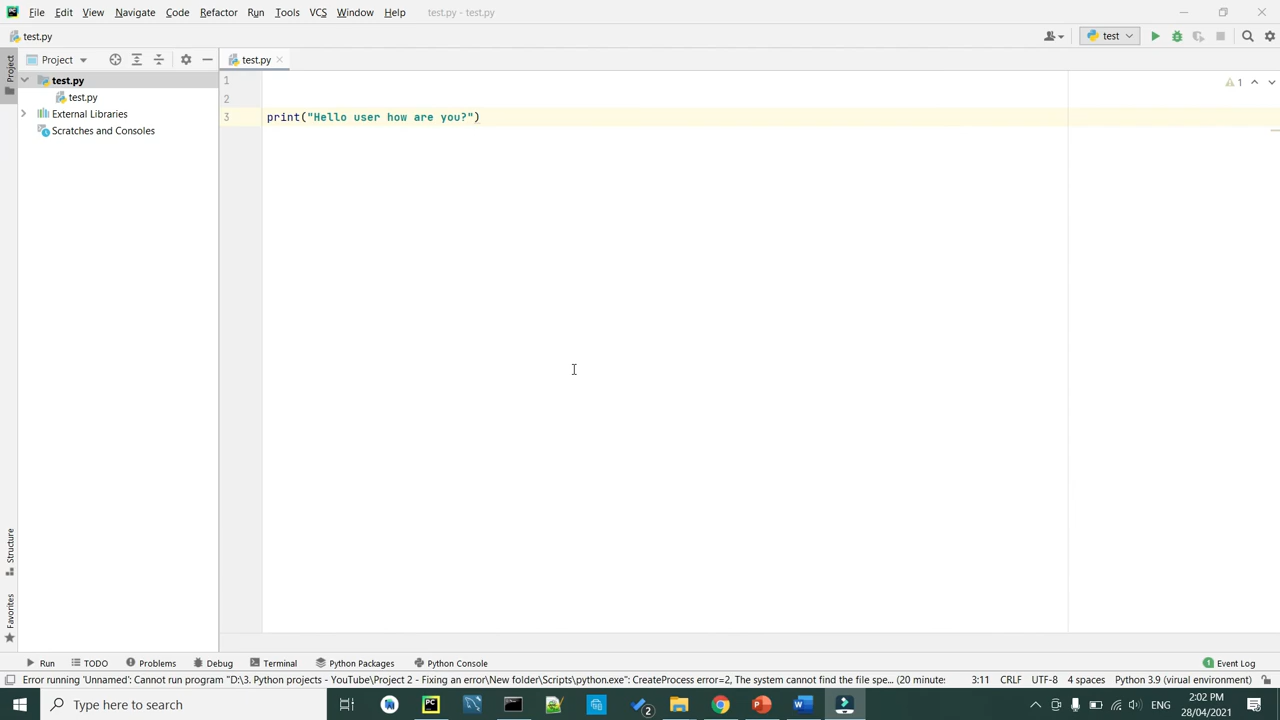 File Edit View Navigate Code Refactor Run Tools VCS Window Help test.py - test.py
test.py
test
Project
Project
test.py
test.py
test.py
External Libraries
Scratches and Consoles
1
2
3 print("Hello user how are you?")
1
Structure
Favorites
Run TODO Problems Debug Terminal Python Packages Python Console Event Log
Error running 'Unnamed': Cannot run program "D:\3. Python projects - YouTube\Project 2 - Fixing an error\New folder\Scripts\python.exe": CreateProcess error=2, The system cannot find the file spe... (20 minute: 3:11 CRLF UTF-8 4 spaces Python 3.9 (virual environment)
Type here to search
2
ENG
2:02 PM
28/04/2021